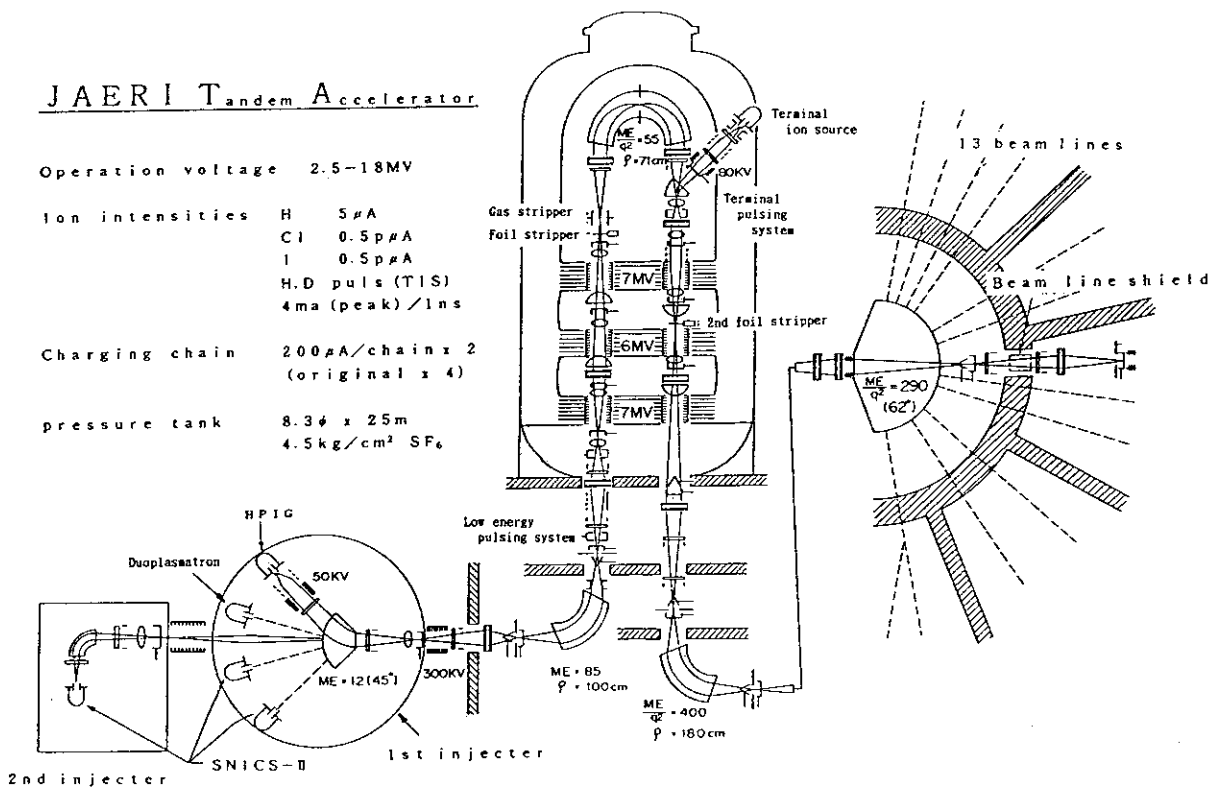 JAERI Tandem Accelerator
Operation voltage 2.5-18MV
Ion intensities H 5μA
Cl 0.5pμA
I 0.5pμA
H.D puls (TIS)
4ma (peak)/1ns
Charging chain 200μA/chain x 2
(original x 4)
pressure tank 8.3φ x 25m
4.5kg/cm² SF₆
ME/q2 = 55
ρ = 71cm
Terminal
ion source
80KV
Terminal
pulsing
system
Gas stripper
Foil stripper
7MV
2nd foil stripper
6MV
7MV
Low energy
pulsing system
13 beam lines
Beam line shield
ME/q2 = 290
(62°)
HPIG
Duoplasmatron
50KV
ME = 12(45°)
300KV
ME = 85
ρ = 100cm
ME/q2 = 400
ρ = 180cm
SNICS-II
1st injecter
2nd injecter